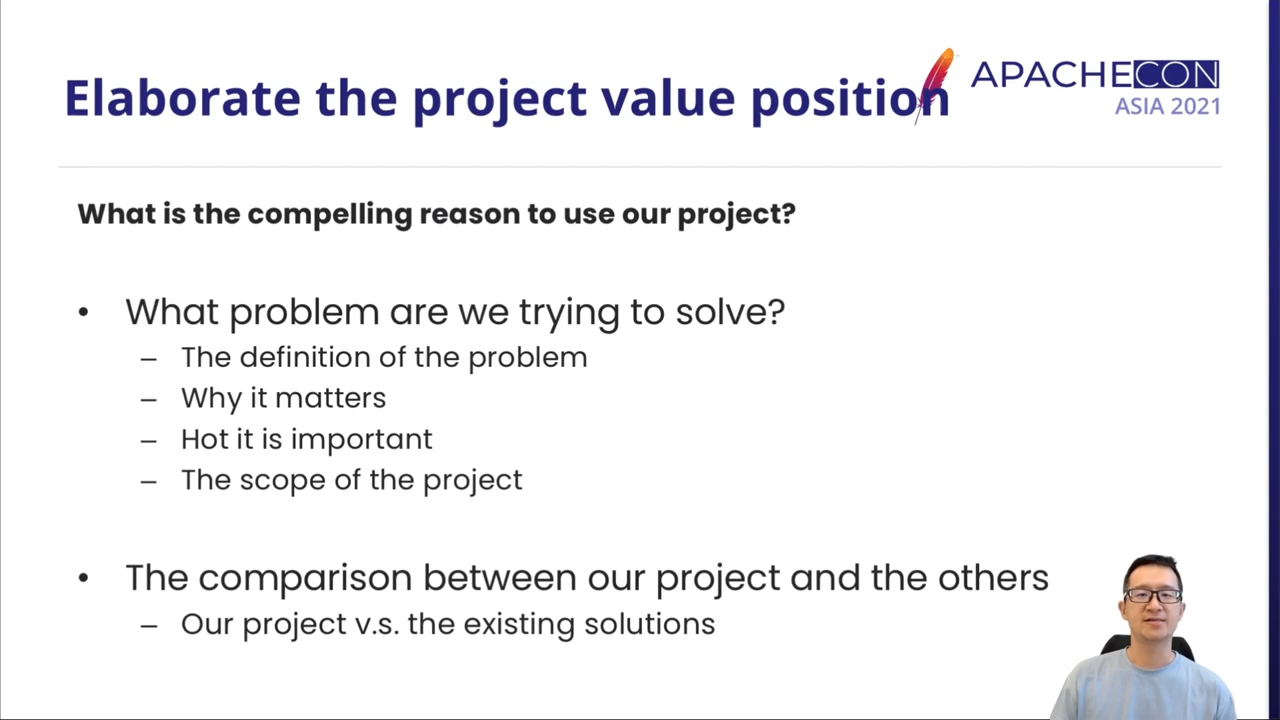 Elaborate the project value position
APACHECON
ASIA 2021
What is the compelling reason to use our project?
• What problem are we trying to solve?
– The definition of the problem
– Why it matters
– Hot it is important
– The scope of the project
• The comparison between our project and the others
– Our project v.s. the existing solutions